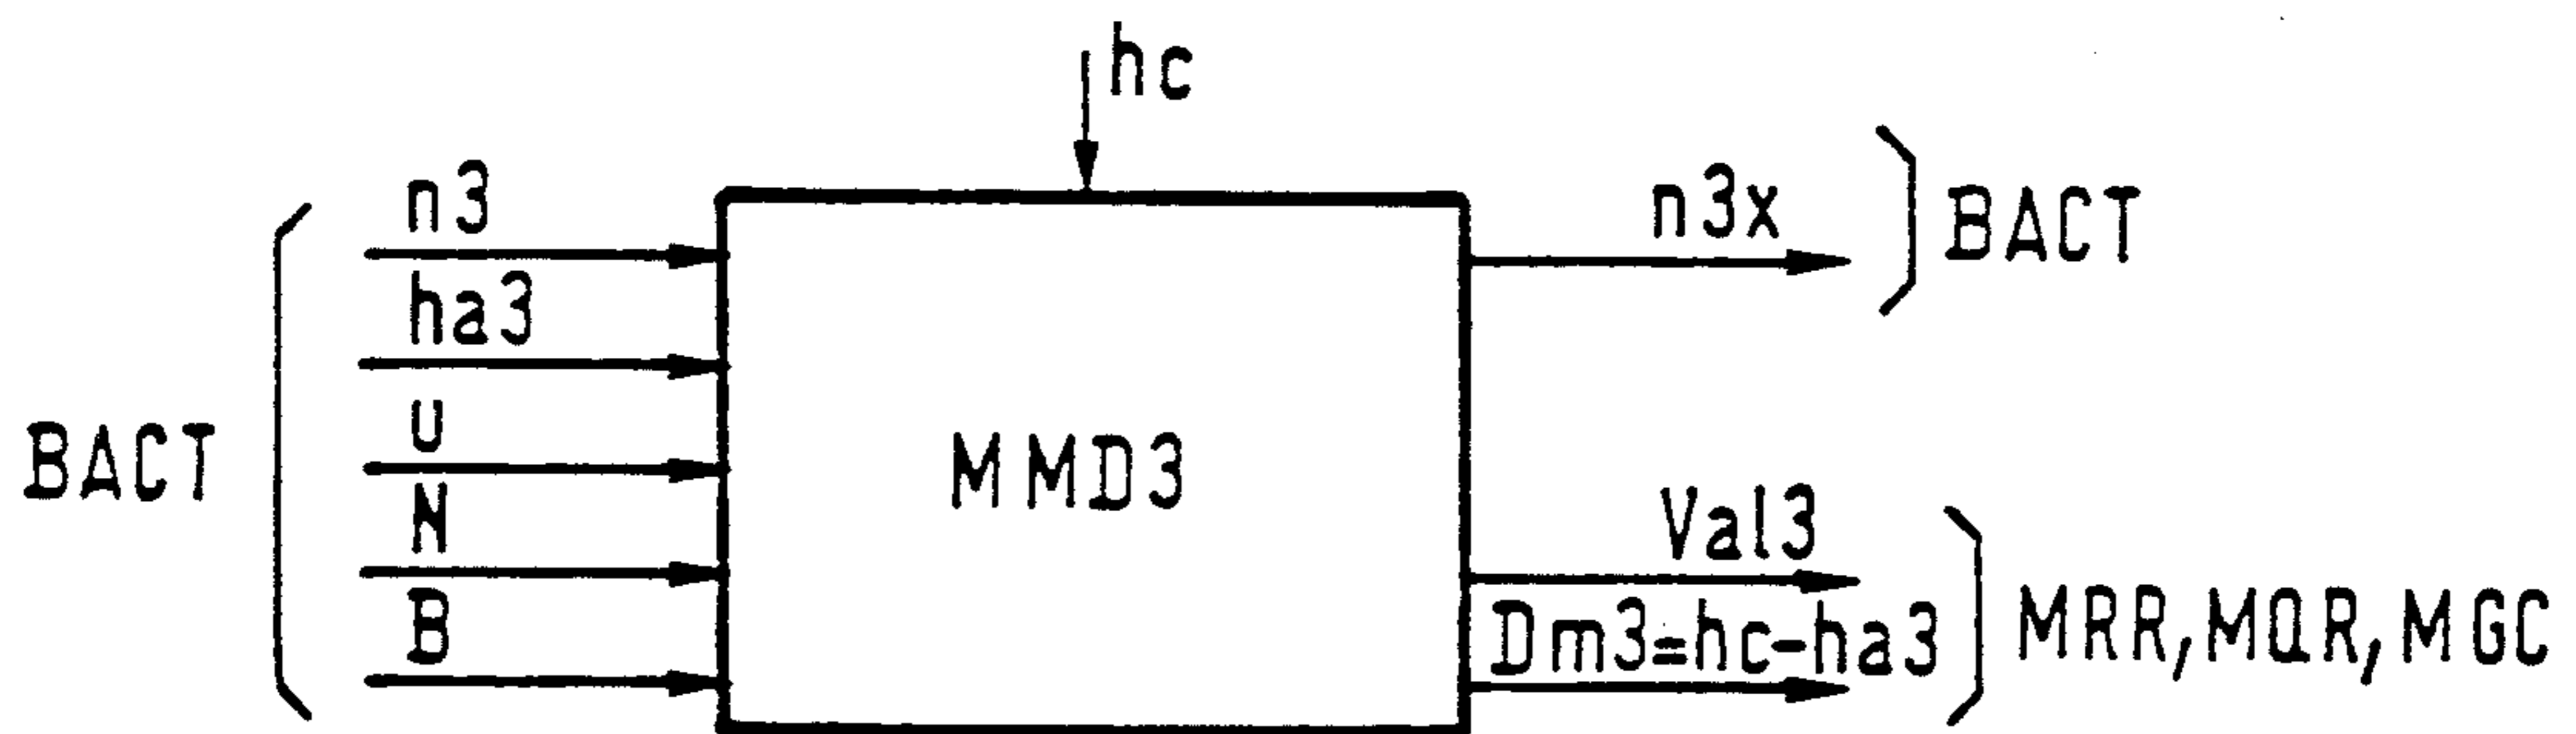 hc
n3
ha3
U
N
B
BACT
MMD3
n3x
BACT
Val3
Dm3=hc-ha3
MRR,MQR,MGC